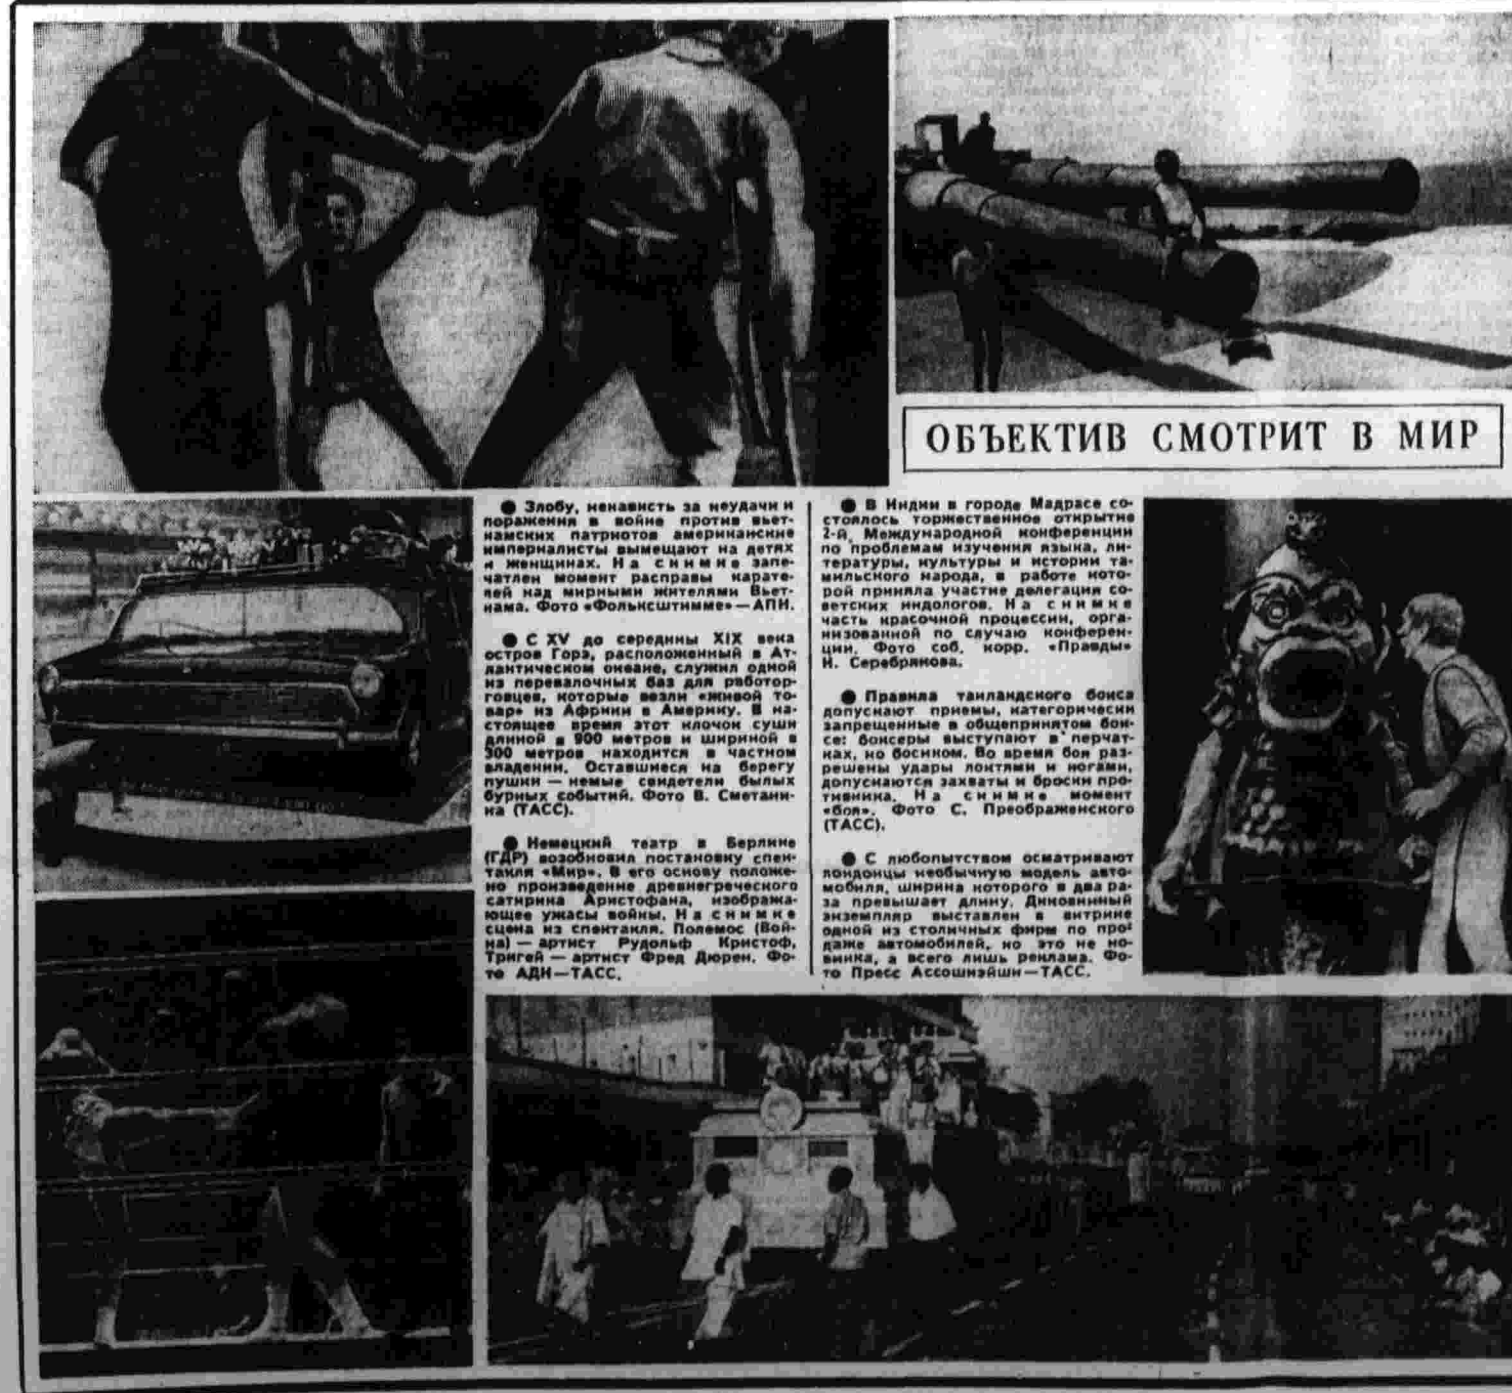 ОБЪЕКТИВ СМОТРИТ В МИР
● Злобу, ненависть за неудачи и
поражения в войне против вьет-
намских патриотов американские
империалисты вымещают на детях
и женщинах. На снимке запе-
чатлен момент расправы карате-
лей над мирными жителями Вьет-
нама. Фото «Фольксштимме»—АПН.
● С XV до середины XIX века
остров Горэ, расположенный в Ат-
лантическом океане, служил одной
из перевалочных баз для работор-
говцев, которые везли «живой то-
вар» из Африки в Америку. В на-
стоящее время этот клочок суши
длиной в 900 метров и шириной в
300 метров находится в частном
владении. Оставшиеся на берегу
пушки — немые свидетели былых
бурных событий. Фото В. Сметани-
на (ТАСС).
● Немецкий театр в Берлине
(ГДР) возобновил постановку спек-
такля «Мир». В его основу положе-
но произведение древнегреческого
сатирика Аристофана, изобража-
ющее ужасы войны. На снимке
сцена из спектакля. Полемос (Вой-
на) — артист Рудольф Кристоф,
Тригей — артист Фред Дюрен. Фо-
то АДН—ТАСС.
● В Индии в городе Мадрасе со-
стоялось торжественное открытие
2-й Международной конференции
по проблемам изучения языка, ли-
тературы, культуры и истории та-
мильского народа, в работе кото-
рой приняла участие делегация со-
ветских индологов. На снимке
часть красочной процессии, орга-
низованной по случаю конферен-
ции. Фото соб. корр. «Правды»
И. Серебрякова.
● Правила таиландского бокса
допускают приемы, категорически
запрещенные в общепринятом бок-
се: боксеры выступают в перчат-
ках, но босиком. Во время боя раз-
решены удары локтями и ногами,
допускаются захваты и броски про-
тивника. На снимке момент
«боя». Фото С. Преображенского
(ТАСС).
● С любопытством осматривают
лондонцы необычную модель авто-
мобиля, ширина которого в два ра-
за превышает длину. Диковинный
экземпляр выставлен в витрине
одной из столичных фирм по про-
даже автомобилей, но это не но-
винка, а всего лишь реклама. Фо-
то Пресс Ассошиэйшн—ТАСС.